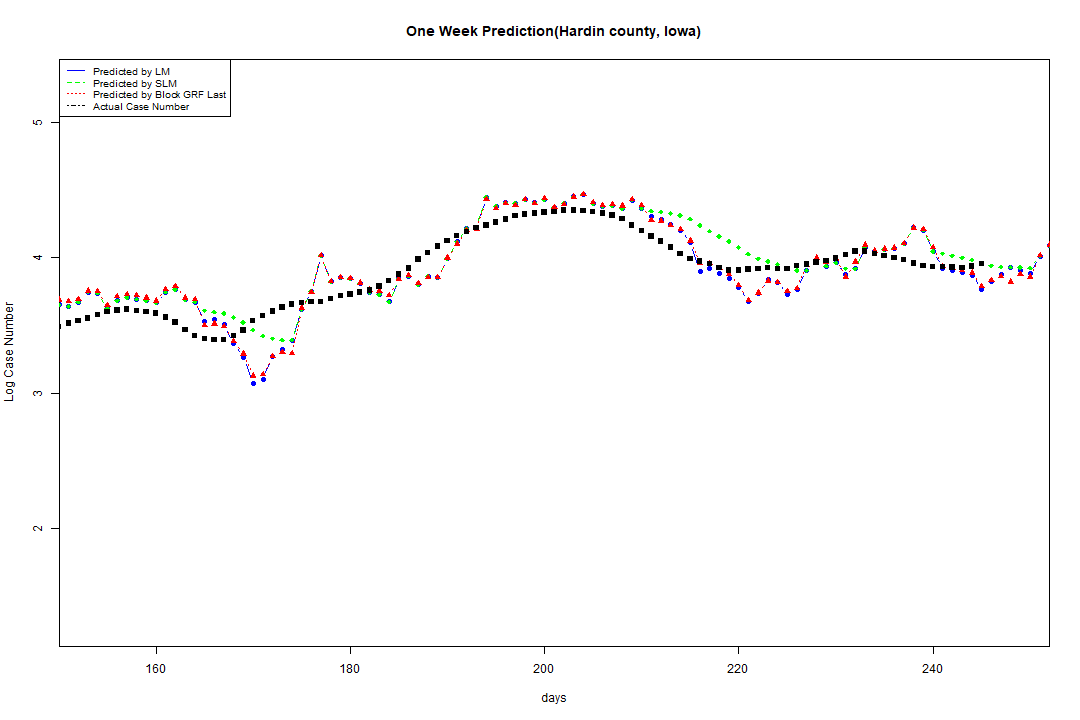 One Week Prediction(Hardin county, Iowa)
Predicted by LM
Predicted by SLM
Predicted by Block GRF Last
Actual Case Number
5
4
3
2
Log Case Number
160 180 200 220 240
days